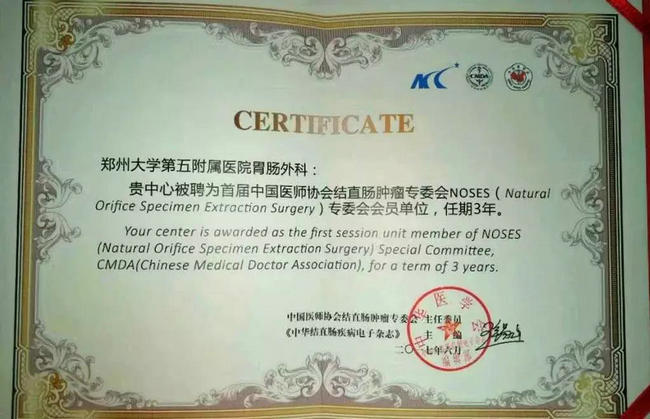 CMDA
CERTIFICATE
郑州大学第五附属医院胃肠外科：
贵中心被聘为首届中国医师协会结直肠肿瘤专委会NOSES（Natural
Orifice Specimen Extraction Surgery）专委会会员单位，任期3年。
Your center is awarded as the first session unit member of NOSES
(Natural Orifice Specimen Extraction Surgery) Special Committee,
CMDA(Chinese Medical Doctor Association), for a term of 3 years.
中国医师协会结直肠肿瘤专委会 主任委员
《中华结直肠疾病电子杂志》 主 编
二〇一七年六月
中华医学会